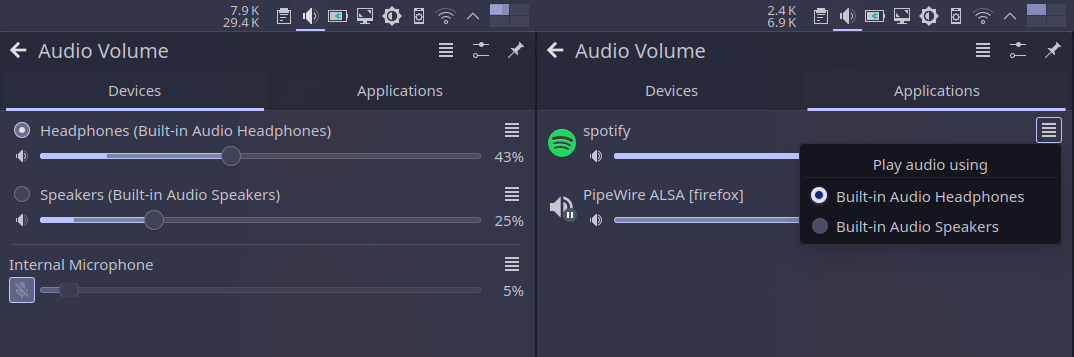 7.9 K
29.4 K
Audio Volume
Devices
Applications
Headphones (Built-in Audio Headphones)
43%
Speakers (Built-in Audio Speakers)
25%
Internal Microphone
5%
2.4 K
6.9 K
Audio Volume
Devices
Applications
spotify
Play audio using
Built-in Audio Headphones
Built-in Audio Speakers
PipeWire ALSA [firefox]